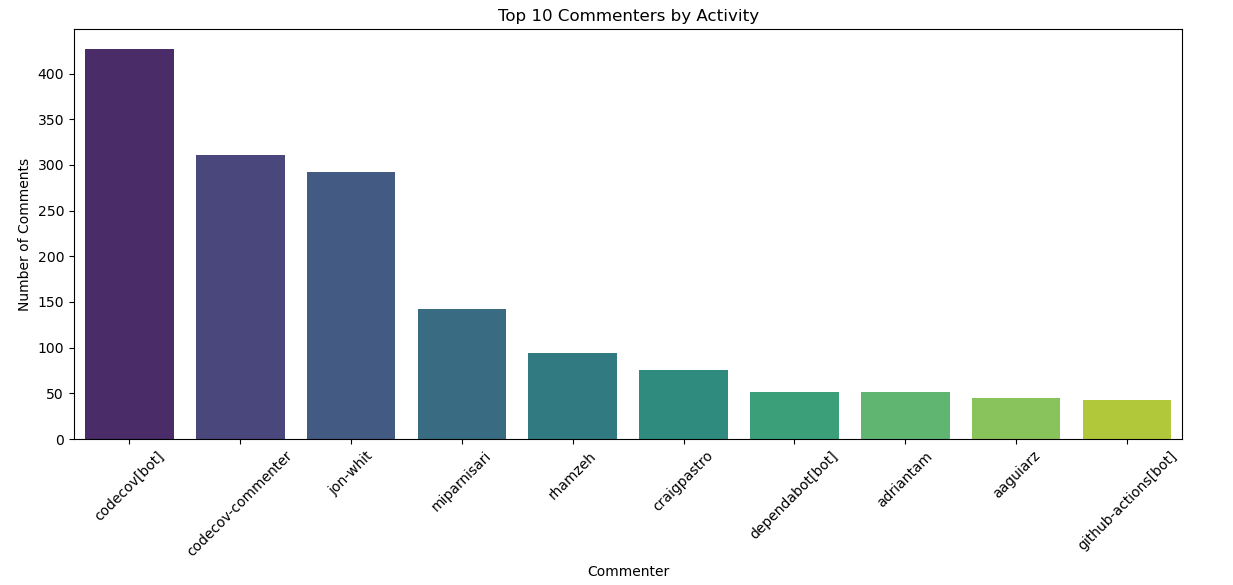 Top 10 Commenters by Activity
Number of Comments
400
350
300
250
200
150
100
50
0
codecov[bot]
codecov-commenter
jon-whit
miparnisari
rhamzeh
craigpastro
dependabot[bot]
adriantam
aaguiarz
github-actions[bot]
Commenter